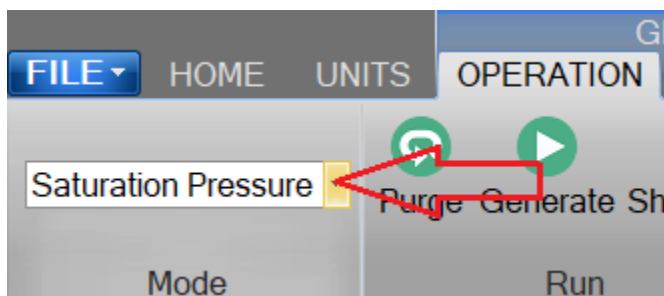 FILE HOME UNITS OPERATION
Saturation Pressure
Purge Generate
Mode Run